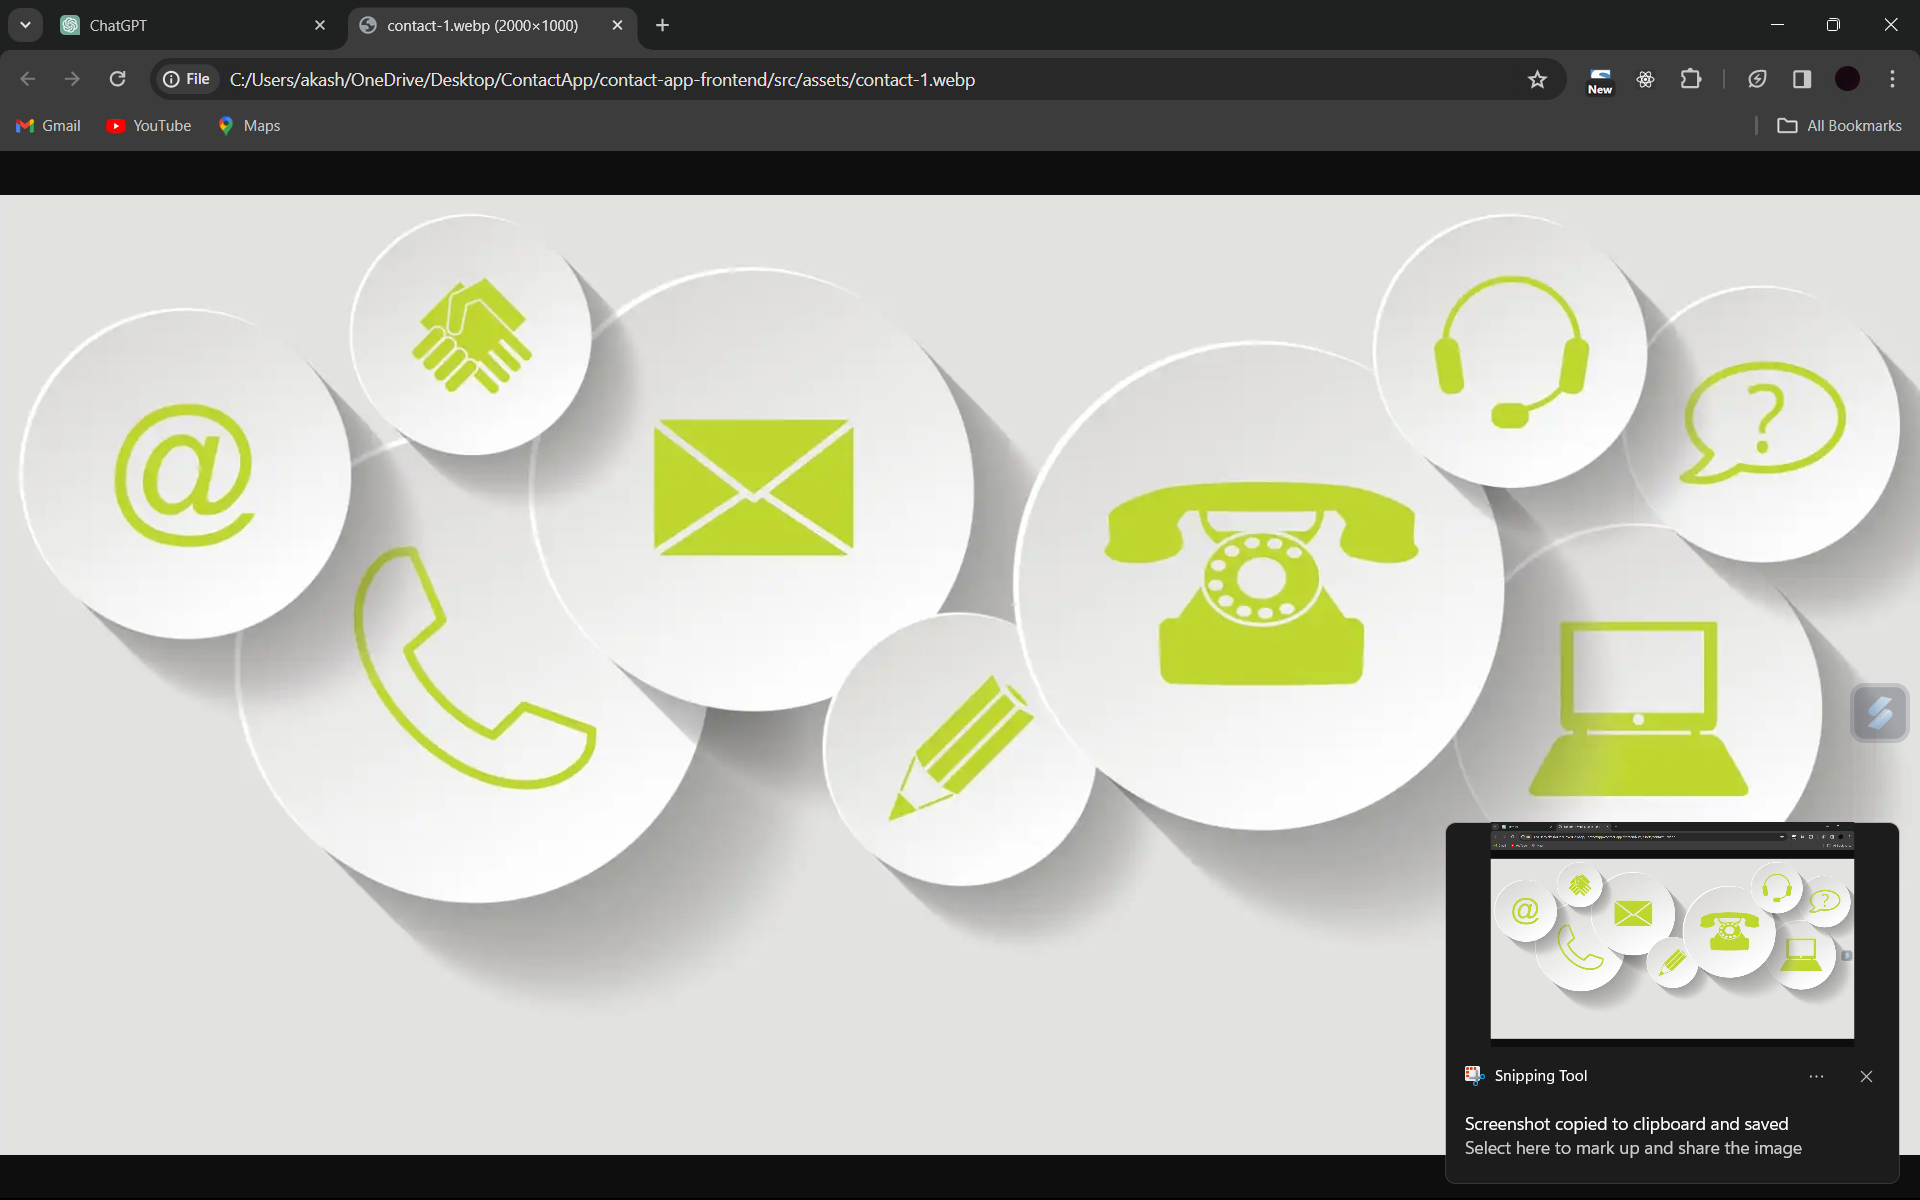 ChatGPT
contact-1.webp (2000×1000)
File
C:/Users/akash/OneDrive/Desktop/ContactApp/contact-app-frontend/src/assets/contact-1.webp
New
Gmail
YouTube
Maps
All Bookmarks
@
?
@
?
Snipping Tool
Screenshot copied to clipboard and saved
Select here to mark up and share the image